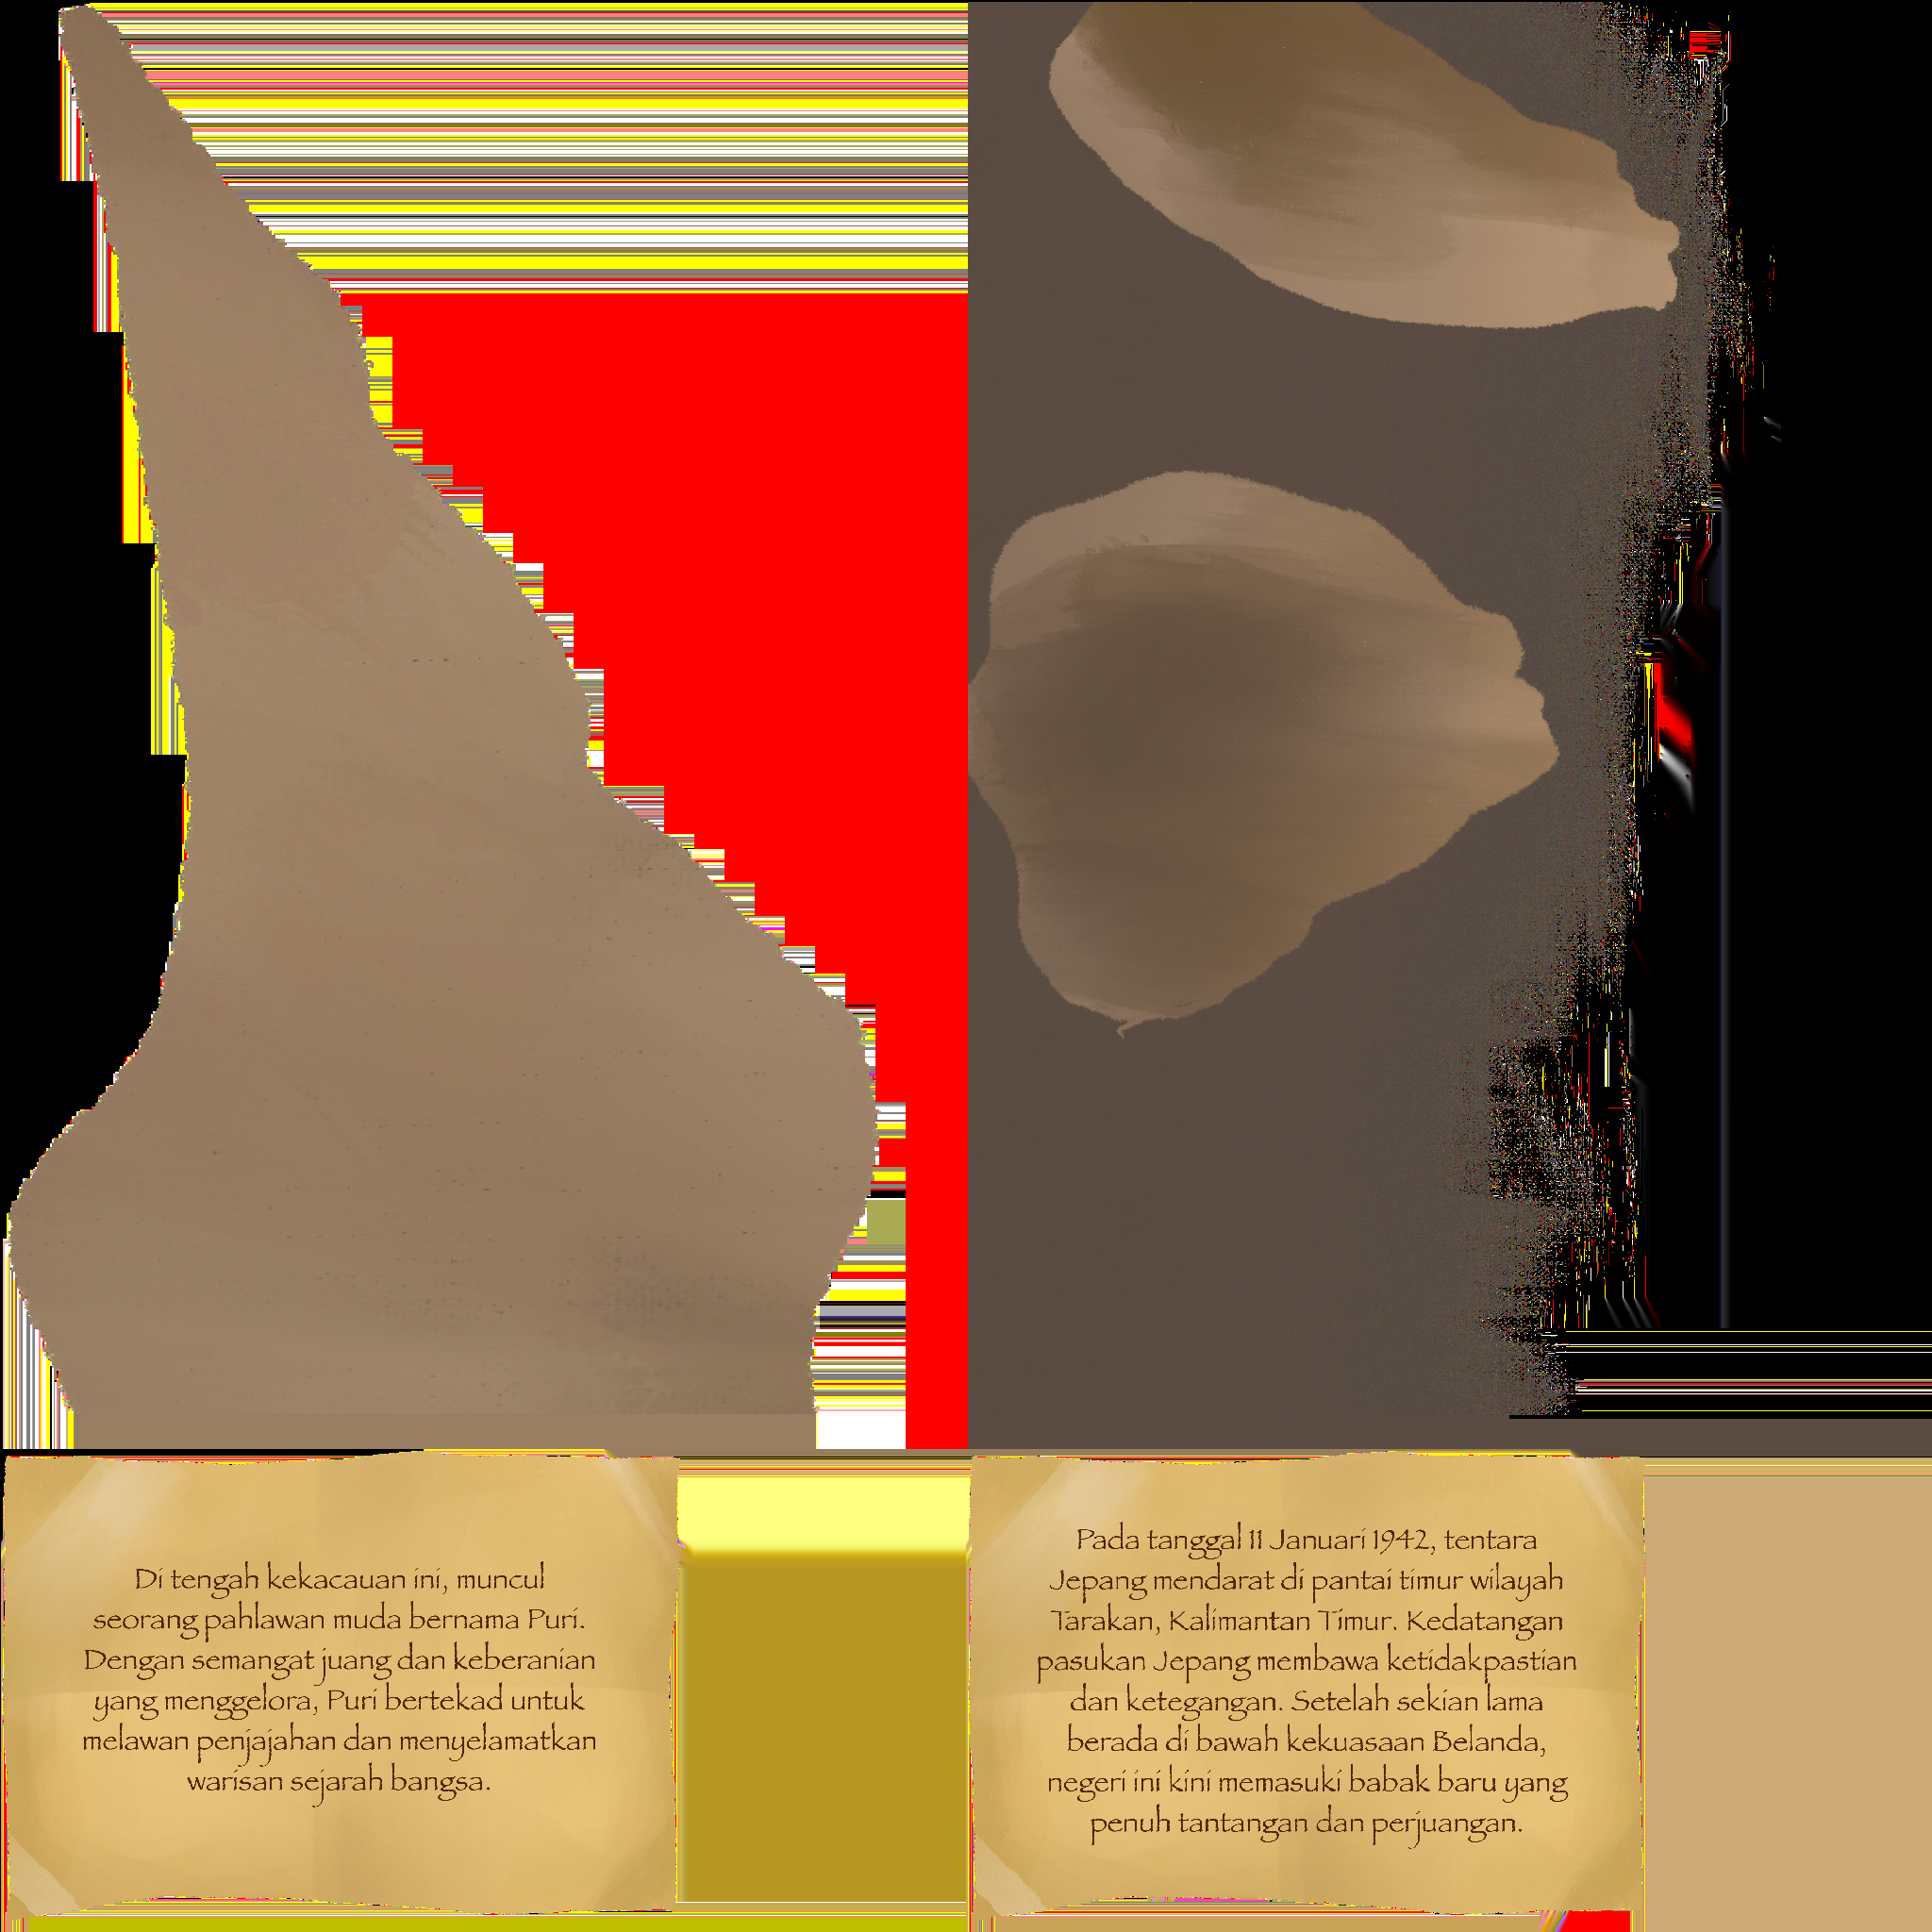 Di tengah kekacauan ini, muncul
seorang pahlawan muda bernama Puri.
Dengan semangat juang dan keberanian
yang menggelora, Puri bertekad untuk
melawan penjajahan dan menyelamatkan
warisan sejarah bangsa.
Pada tanggal 11 Januari 1942, tentara
Jepang mendarat di pantai timur wilayah
Tarakan, Kalimantan Timur. Kedatangan
pasukan Jepang membawa ketidakpastian
dan ketegangan. Setelah sekian lama
berada di bawah kekuasaan Belanda,
negeri ini kini memasuki babak baru yang
penuh tantangan dan perjuangan.